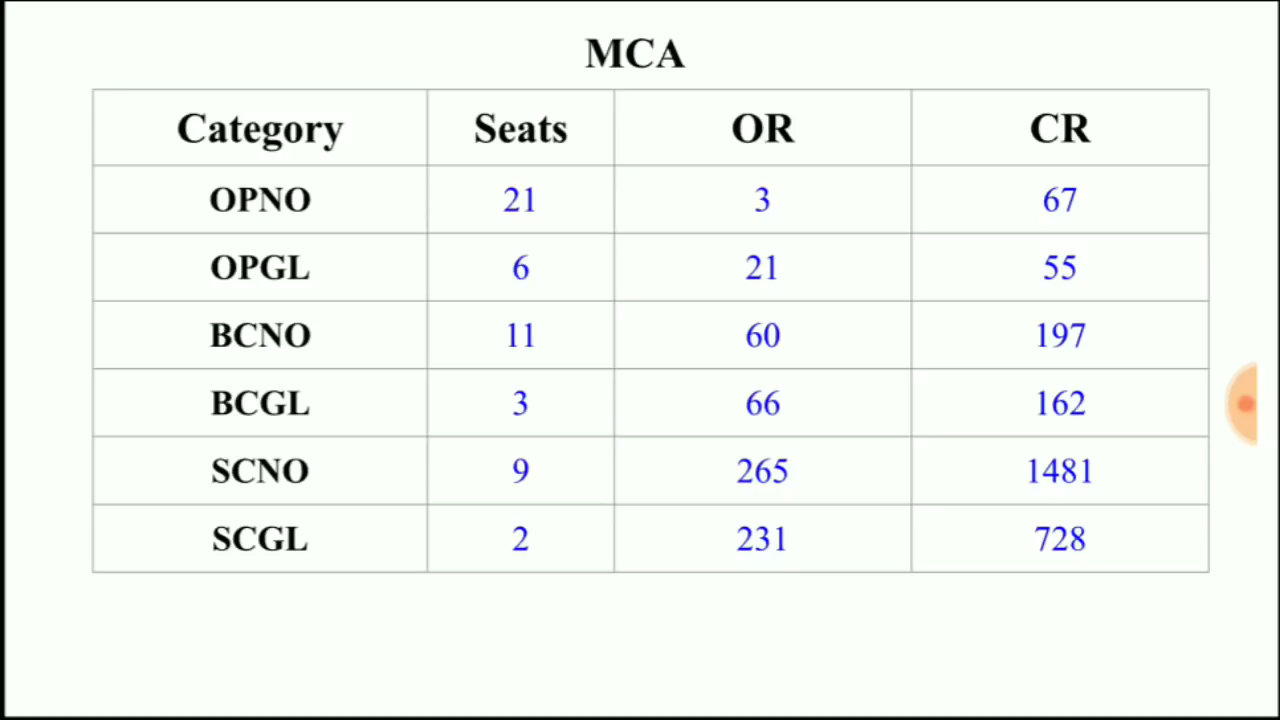 MCA
Category Seats OR CR
OPNO 21 3 67
OPGL 6 21 55
BCNO 11 60 197
BCGL 3 66 162
SCNO 9 265 1481
SCGL 2 231 728